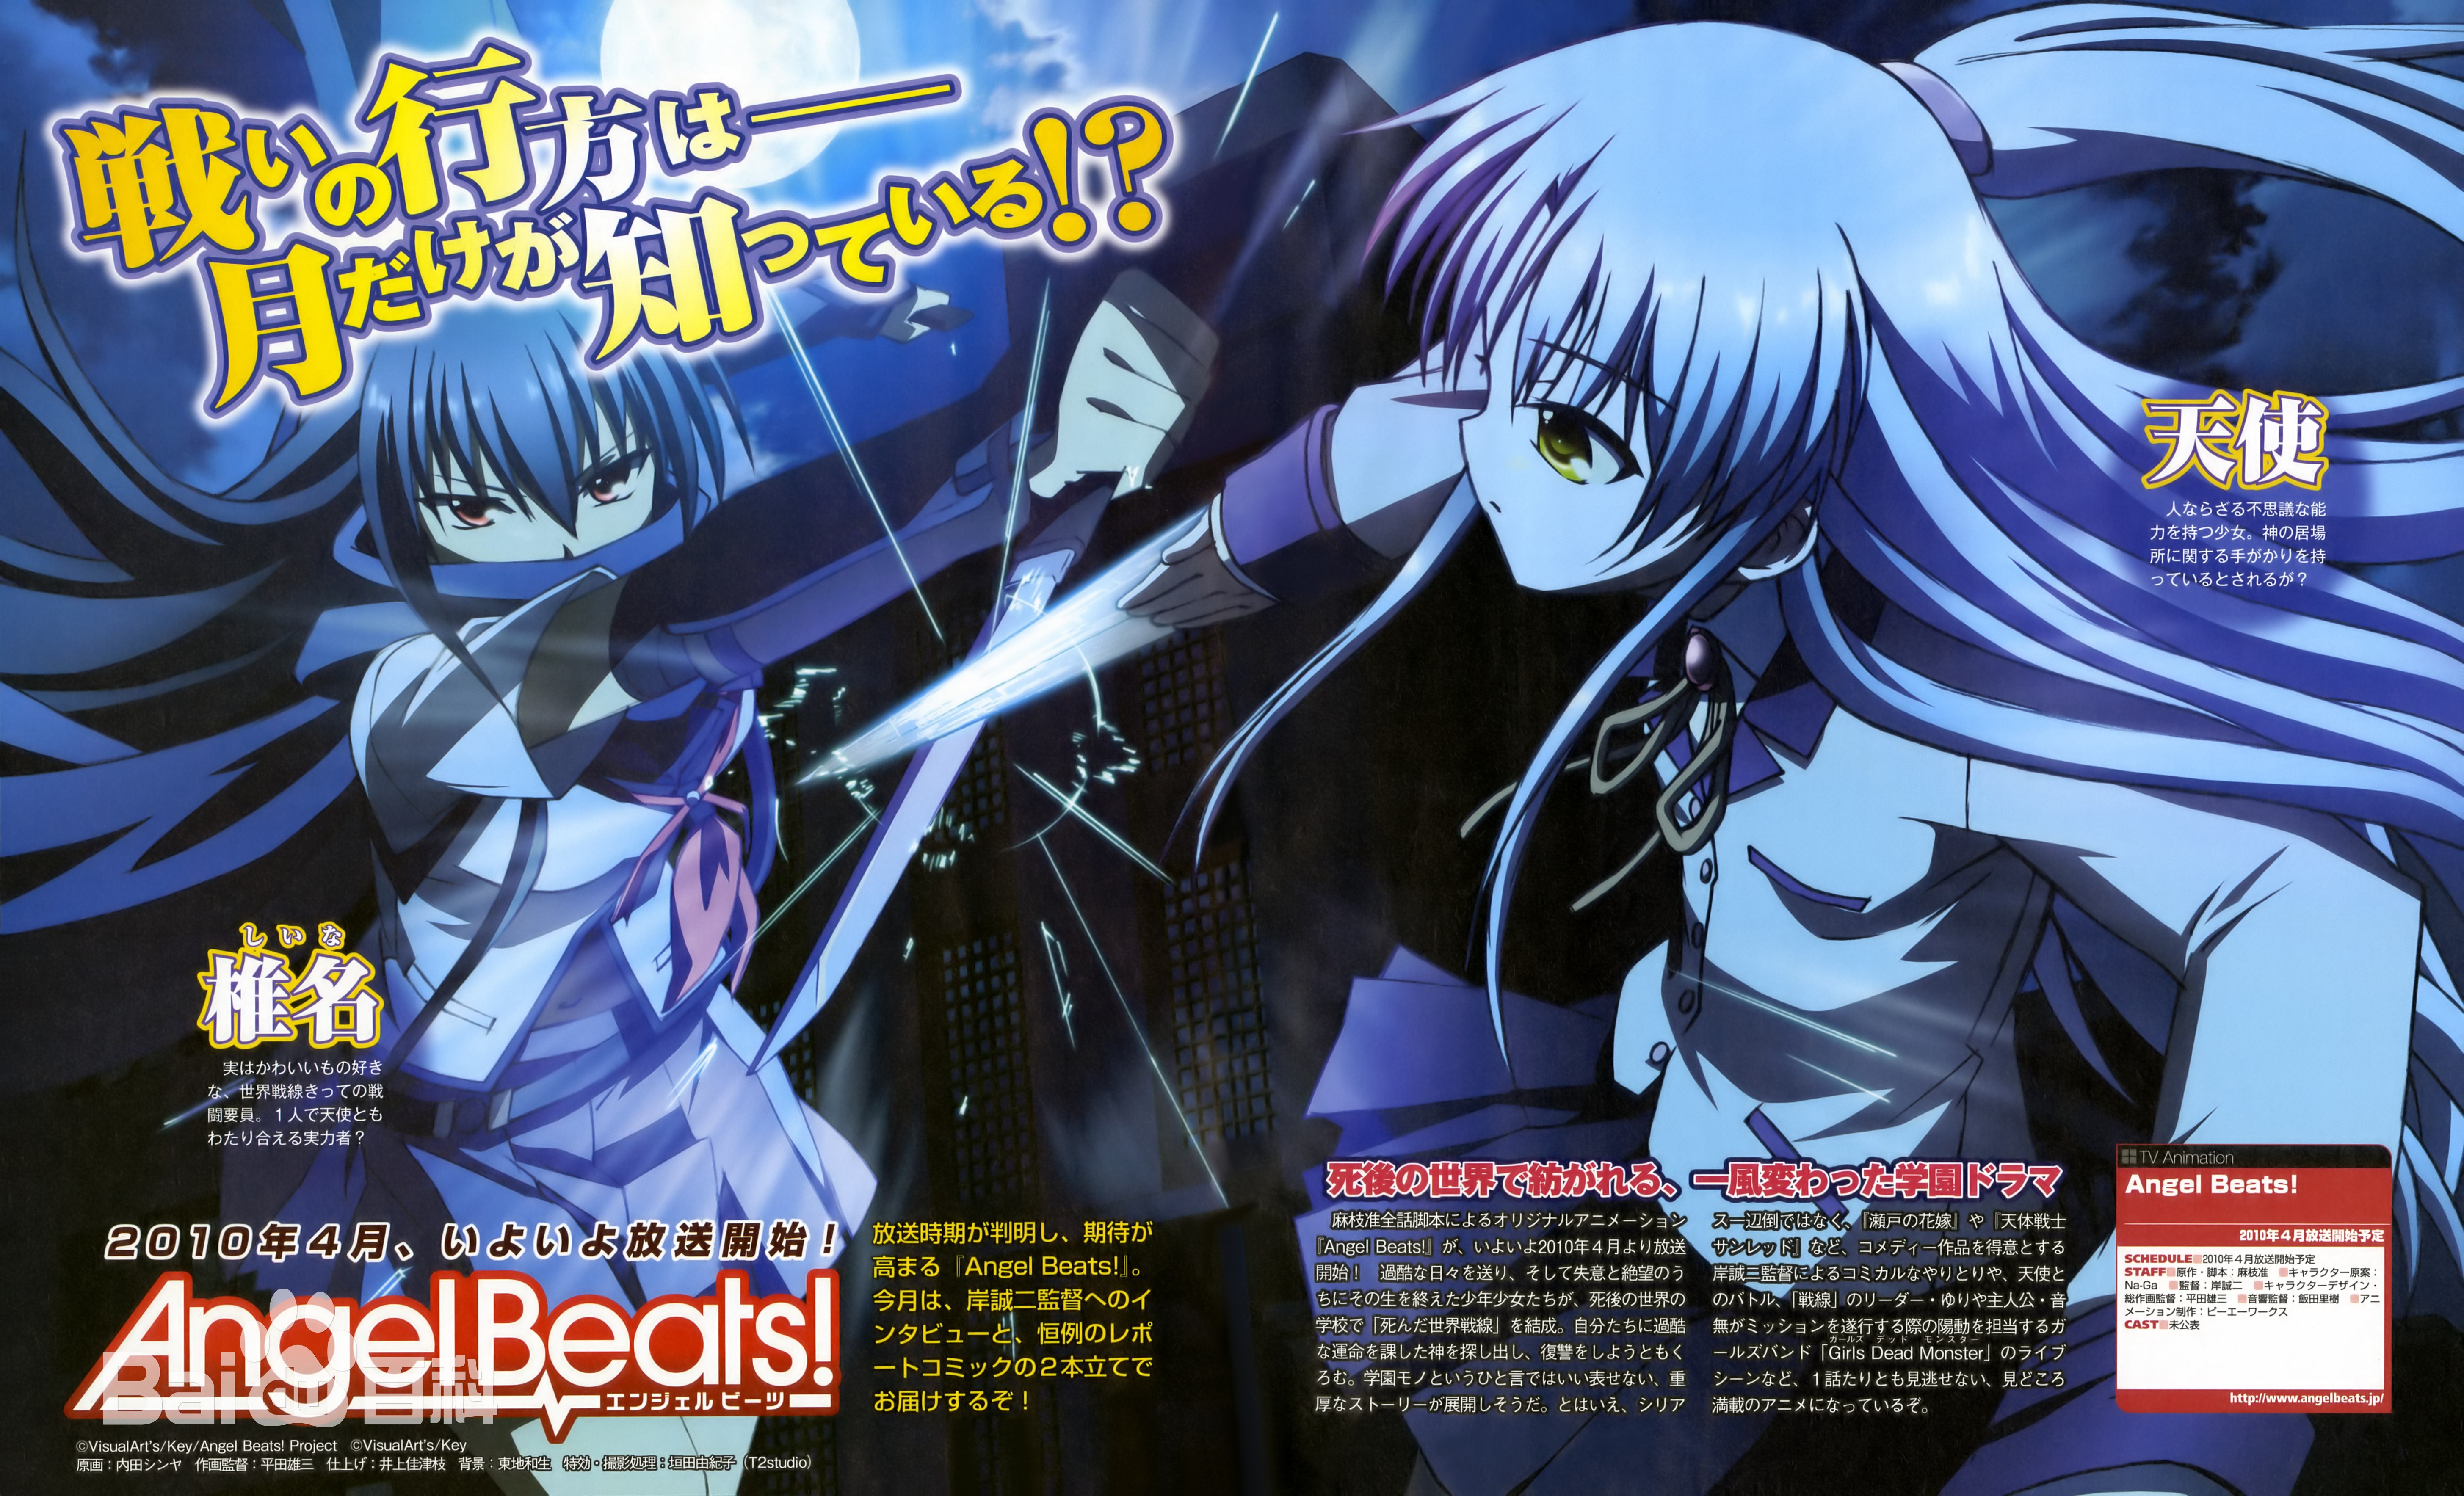 戦いの行方は――
月だけが知っている!?
天使
人ならざる不思議な能
力を持つ少女。神の居場
所に関する手がかりを持
っているとされるが？
しいな
椎名
実はかわいいもの好き
な、世界戦線きっての戦
闘要員。１人で天使とも
わたり合える実力者？
2010年4月、いよいよ放送開始！
Angel Beats!
エンジェル ビーツ
Bai 百科
©VisualArt's/Key/Angel Beats! Project　©VisualArt's/Key
原画：内田シンヤ　作画監督：平田雄三　仕上げ：井上佳津枝　背景：東地和生　特効・撮影処理：垣田由紀子（T2studio）
放送時期が判明し、期待が
高まる『Angel Beats!』。
今月は、岸誠二監督へのイ
ンタビューと、恒例のレポ
ートコミックの２本立てで
お届けするぞ！
死後の世界で紡がれる、一風変わった学園ドラマ
麻枝准全話脚本によるオリジナルアニメーション
『Angel Beats!』が、いよいよ2010年４月より放送
開始！　過酷な日々を送り、そして失意と絶望のう
ちにその生を終えた少年少女たちが、死後の世界の
学校で「死んだ世界戦線」を結成。自分たちに過酷
な運命を課した神を探し出し、復讐をしようともく
ろむ。学園モノというひと言ではいい表せない、重
厚なストーリーが展開しそうだ。とはいえ、シリア
ス一辺倒ではなく、『瀬戸の花嫁』や『天体戦士
サンレッド』など、コメディー作品を得意とする
岸誠二監督によるコミカルなやりとりや、天使と
のバトル、「戦線」のリーダー・ゆりや主人公・音
無がミッションを遂行する際の陽動を担当するガ
ガールズ　デッド　モンスター
ールズバンド「Girls Dead Monster」のライブ
シーンなど、１話たりとも見逃せない、見どころ
満載のアニメになっているぞ。
TV Animation
Angel Beats!
2010年４月放送開始予定
SCHEDULE■2010年４月放送開始予定
STAFF■原作・脚本：麻枝准　■キャラクター原案：
Na-Ga　■監督：岸誠二　■キャラクターデザイン・
総作画監督：平田雄三　■音響監督：飯田里樹　■アニ
メーション制作：ピーエーワークス
CAST■未公表
http://www.angelbeats.jp/